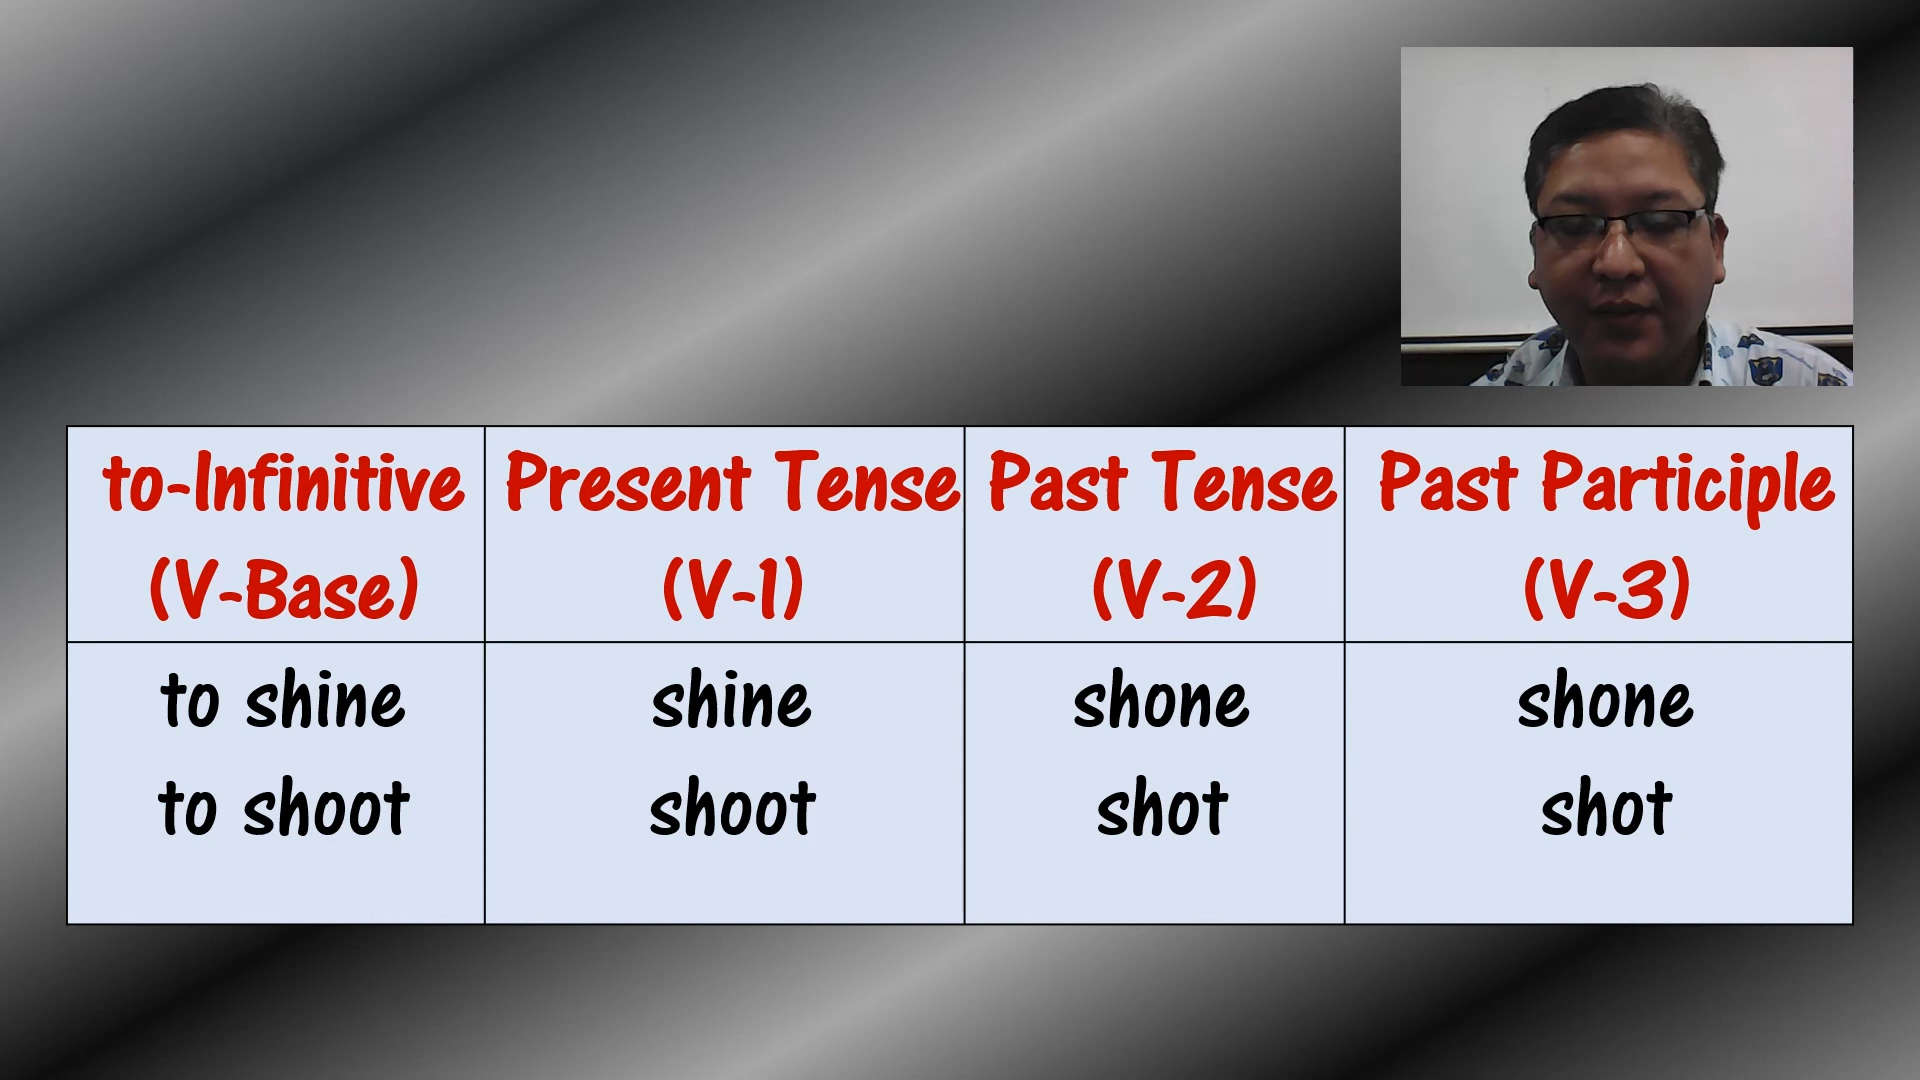 to-Infinitive Present Tense Past Tense Past Participle
(V-Base) (V-1) (V-2) (V-3)
to shine shine shone shone
to shoot shoot shot shot